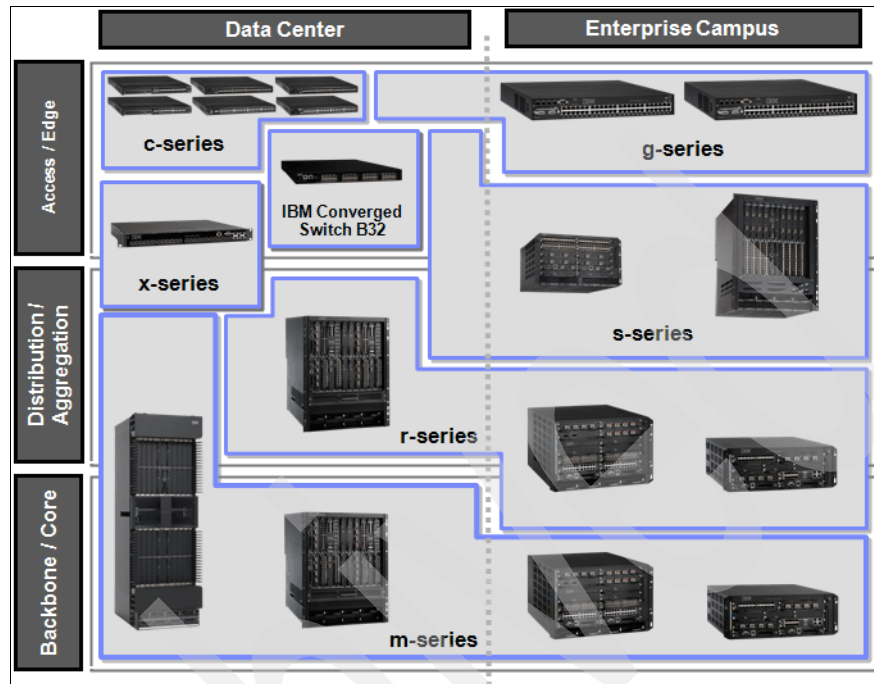 Data Center
Enterprise Campus
Access / Edge
c-series
g-series
IBM Converged
Switch B32
x-series
s-series
Distribution /
Aggregation
r-series
Backbone / Core
m-series